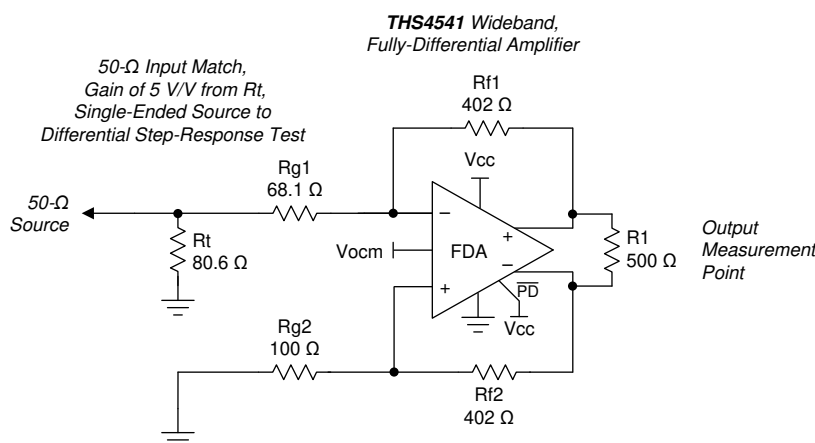 THS4541 Wideband,
Fully-Differential Amplifier
50-Ω Input Match,
Gain of 5 V/V from Rt,
Single-Ended Source to
Differential Step-Response Test
Rf1
402 Ω
Vcc
Rg1
68.1 Ω
50-Ω
Source
Rt
80.6 Ω
Vocm
−
+
FDA
+
−
PD
Vcc
R1
500 Ω
Output
Measurement
Point
Rg2
100 Ω
Rf2
402 Ω